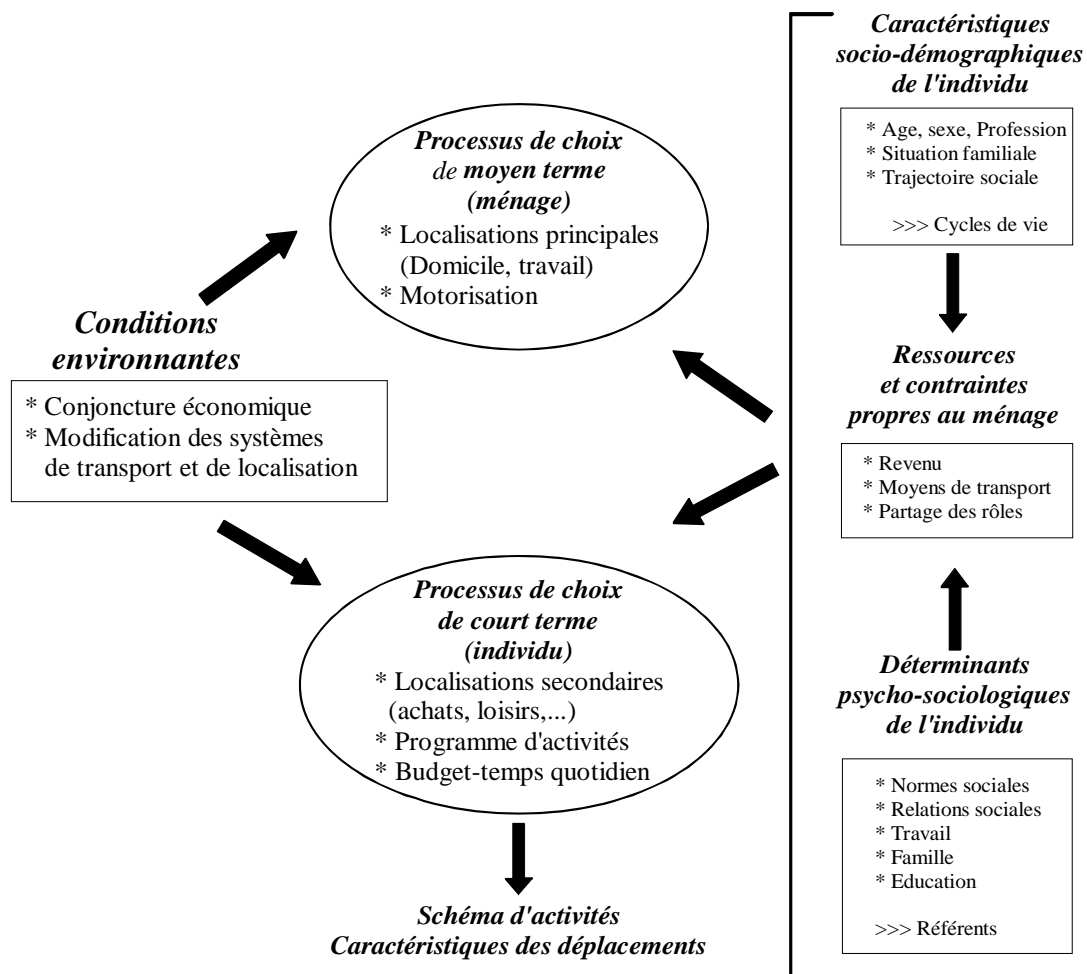 Processus de choix
de moyen terme
(ménage)
* Localisations principales
(Domicile, travail)
* Motorisation
Conditions
environnantes
* Conjoncture économique
* Modification des systèmes
de transport et de localisation
Processus de choix
de court terme
(individu)
* Localisations secondaires
(achats, loisirs,...)
* Programme d'activités
* Budget-temps quotidien
Schéma d'activités
Caractéristiques des déplacements
Caractéristiques
socio-démographiques
de l'individu
* Age, sexe, Profession
* Situation familiale
* Trajectoire sociale
>>> Cycles de vie
Ressources
et contraintes
propres au ménage
* Revenu
* Moyens de transport
* Partage des rôles
Déterminants
psycho-sociologiques
de l'individu
* Normes sociales
* Relations sociales
* Travail
* Famille
* Education
>>> Référents